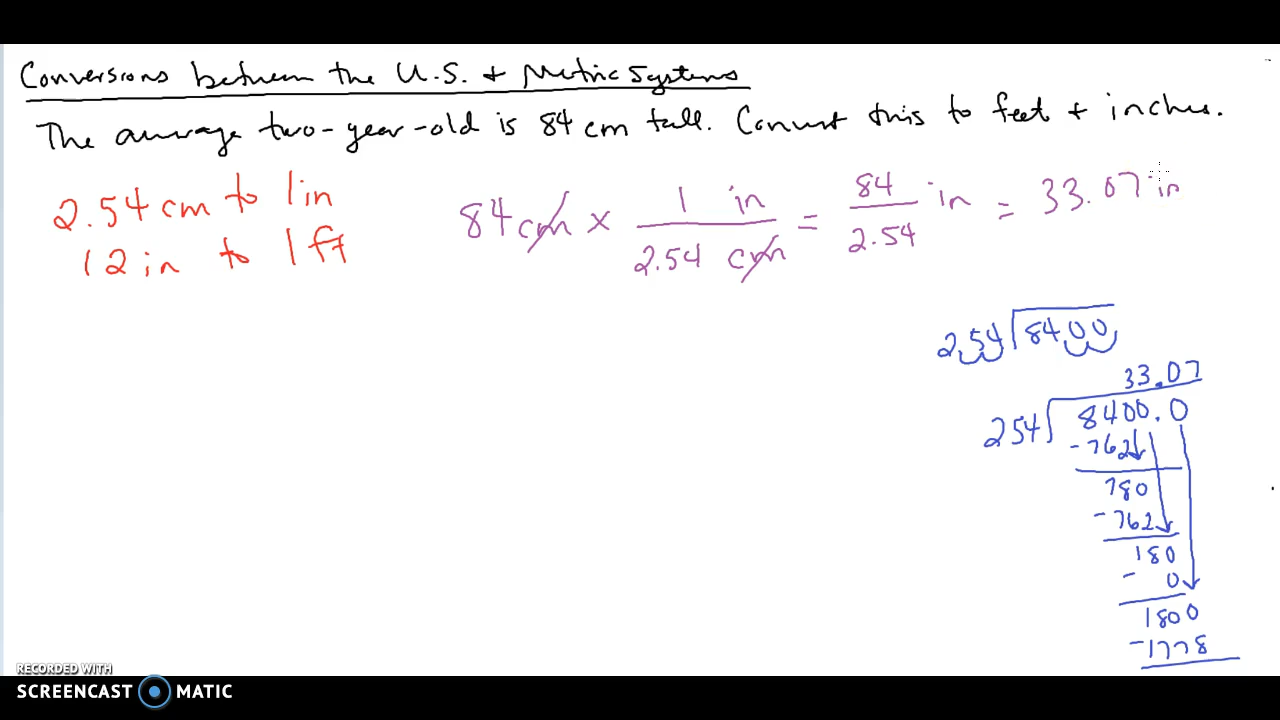 Conversions between the U.S. + Metric Systems
The average two-year-old is 84 cm tall. Convert this to feet + inches.
2.54 cm to 1 in
12 in to 1 ft
84 cm × 1 in / 2.54 cm = 84 / 2.54 in = 33.07 in
2.54 8400
33.07
254 8400.0
-762
780
-762
180
- 0
1800
-1778
RECORDED WITH
SCREENCAST MATIC